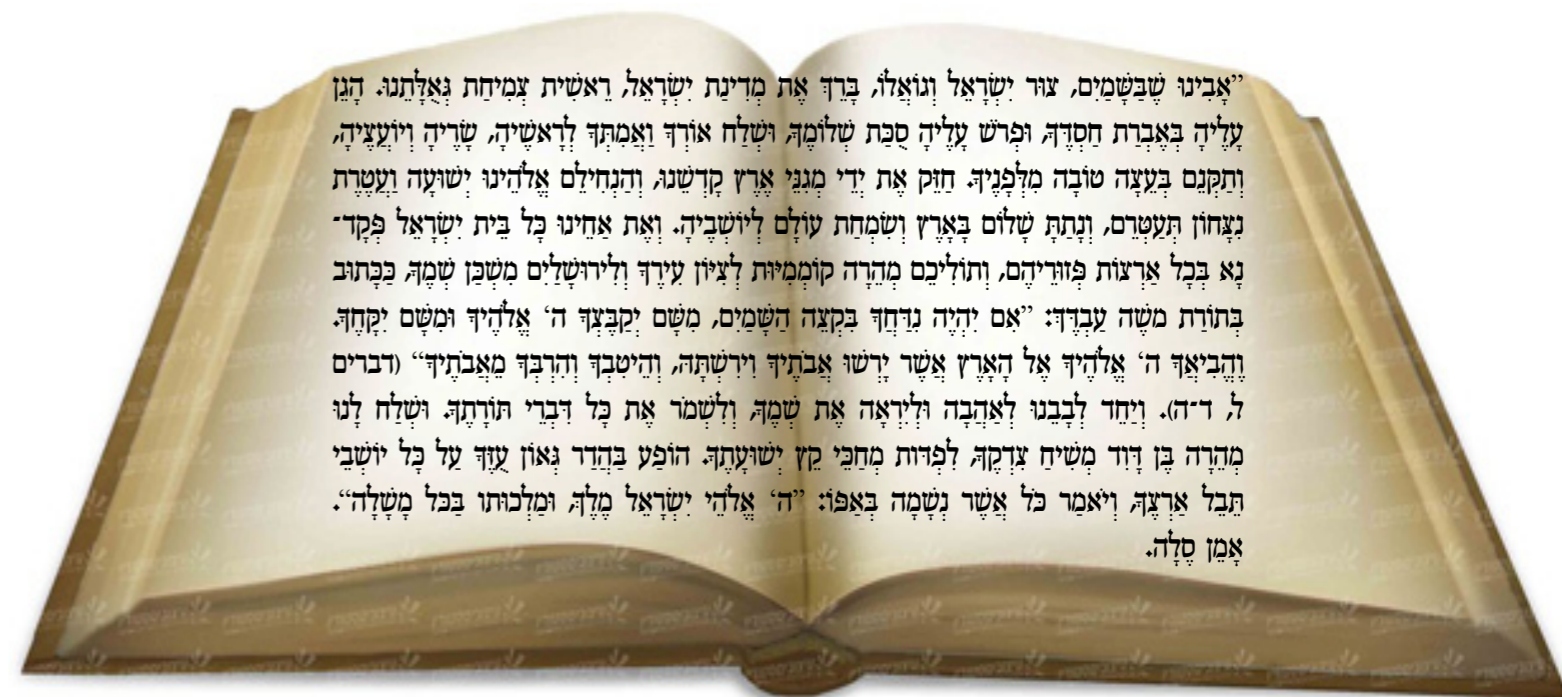 ”אָבִינוּ שֶׁבַּשָּׁמַיִם, צוּר יִשְׂרָאֵל וְגוֹאֲלוֹ, בָּרֵךְ אֶת מְדִינַת יִשְׂרָאֵל, רֵאשִׁית צְמִיחַת גְּאֻלָּתֵנוּ. הָגֵן
עָלֶיהָ בְּאֶבְרַת חַסְדֶּךָ, וּפְרֹשׂ עָלֶיהָ סֻכַּת שְׁלוֹמֶךָ, וּשְׁלַח אוֹרְךָ וַאֲמִתְּךָ לְרָאשֶׁיהָ, שָׂרֶיהָ וְיוֹעֲצֶיהָ,
וְתַקְּנֵם בְּעֵצָה טוֹבָה מִלְּפָנֶיךָ. חַזֵּק אֶת יְדֵי מְגִנֵּי אֶרֶץ קָדְשֵׁנוּ, וְהַנְחִילֵם אֱלֹהֵינוּ יְשׁוּעָה וַעֲטֶרֶת
נִצָּחוֹן תְּעַטְּרֵם, וְנָתַתָּ שָׁלוֹם בָּאָרֶץ וְשִׂמְחַת עוֹלָם לְיוֹשְׁבֶיהָ. וְאֶת אַחֵינוּ כָּל בֵּית יִשְׂרָאֵל פְּקָד־
נָא בְּכָל אַרְצוֹת פְּזוּרֵיהֶם, וְתוֹלִיכֵם מְהֵרָה קוֹמְמִיּוּת לְצִיּוֹן עִירֶךָ וְלִירוּשָׁלַיִם מִשְׁכַּן שְׁמֶךָ, כַּכָּתוּב
בְּתוֹרַת מֹשֶׁה עַבְדֶּךָ: ”אִם יִהְיֶה נִדַּחֲךָ בִּקְצֵה הַשָּׁמַיִם, מִשָּׁם יְקַבֶּצְךָ ה‘ אֱלֹהֶיךָ וּמִשָּׁם יִקָּחֶךָ.
וֶהֱבִיאֲךָ ה‘ אֱלֹהֶיךָ אֶל הָאָרֶץ אֲשֶׁר יָרְשׁוּ אֲבֹתֶיךָ וִירִשְׁתָּהּ, וְהֵיטִבְךָ וְהִרְבְּךָ מֵאֲבֹתֶיךָ“ (דברים
ל, ד־ה). וְיַחֵד לְבָבֵנוּ לְאַהֲבָה וּלְיִרְאָה אֶת שְׁמֶךָ, וְלִשְׁמֹר אֶת כָּל דִּבְרֵי תּוֹרָתֶךָ. וּשְׁלַח לָנוּ
מְהֵרָה בֶּן דָּוִד מְשִׁיחַ צִדְקֶךָ, לִפְדּוֹת מְחַכֵּי קֵץ יְשׁוּעָתֶךָ. הוֹפַע בַּהֲדַר גְּאוֹן עֻזֶּךָ עַל כָּל יוֹשְׁבֵי
תֵּבֵל אַרְצֶךָ, וְיֹאמַר כֹּל אֲשֶׁר נְשָׁמָה בְּאַפּוֹ: ”ה‘ אֱלֹהֵי יִשְׂרָאֵל מֶלֶךְ, וּמַלְכוּתוֹ בַּכֹּל מָשָׁלָה“.
אָמֵן סֶלָה.